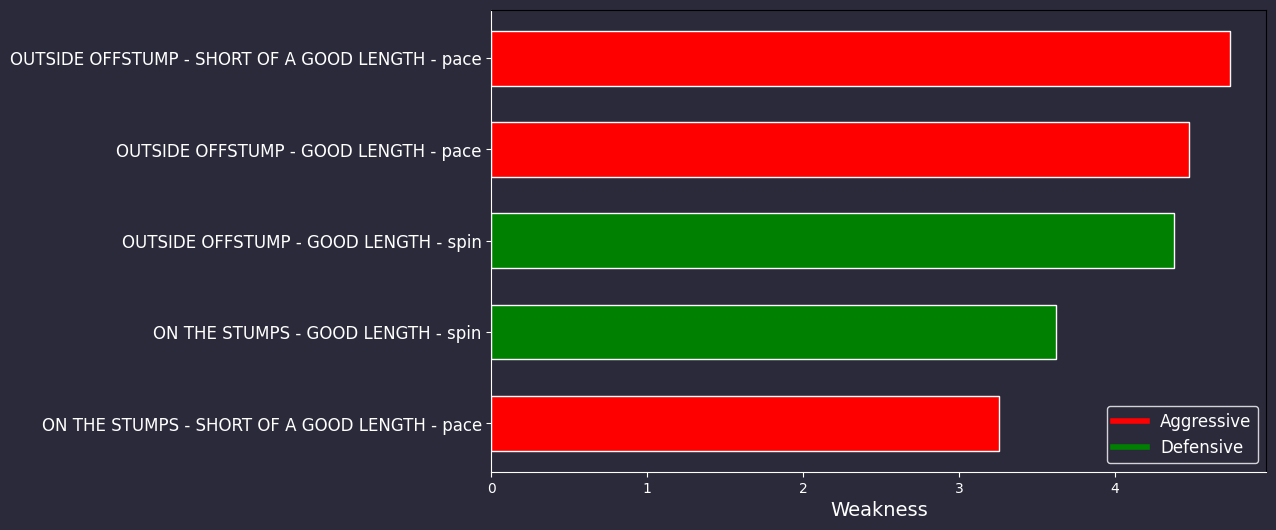 OUTSIDE OFFSTUMP - SHORT OF A GOOD LENGTH - pace
OUTSIDE OFFSTUMP - GOOD LENGTH - pace
OUTSIDE OFFSTUMP - GOOD LENGTH - spin
ON THE STUMPS - GOOD LENGTH - spin
ON THE STUMPS - SHORT OF A GOOD LENGTH - pace
Aggressive
Defensive
0 1 2 3 4
Weakness